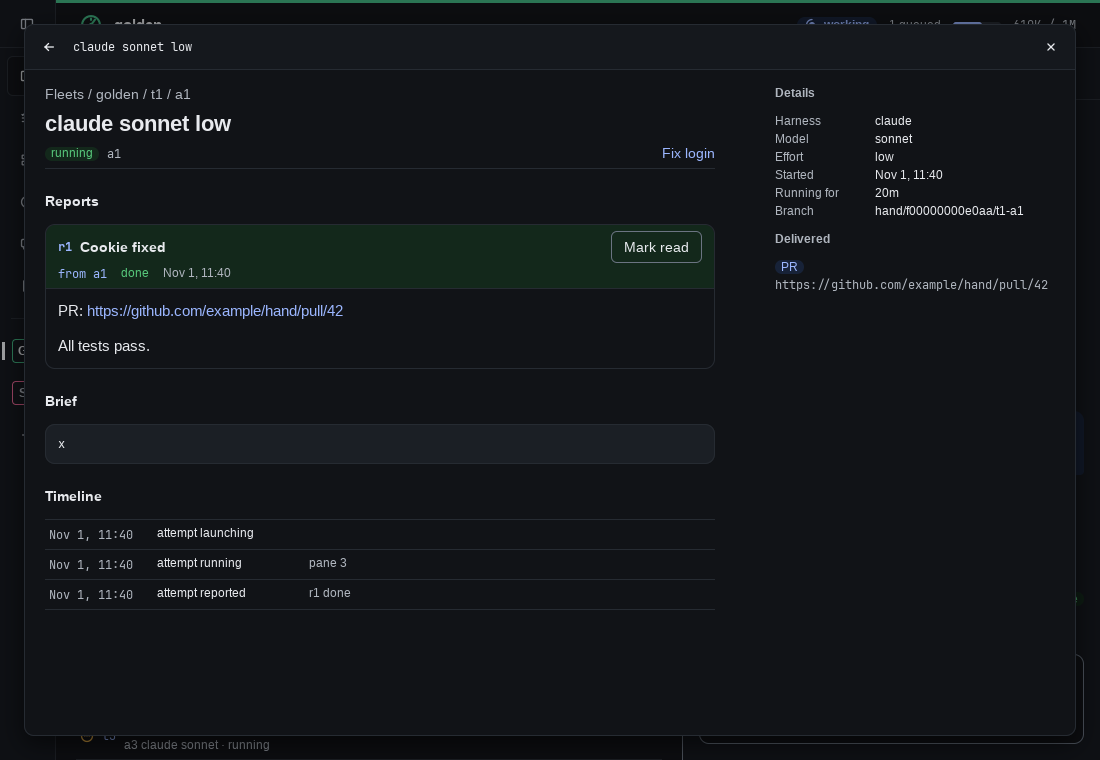 claude sonnet low
Fleets / golden / t1 / a1
claude sonnet low
running a1
Fix login
Reports
r1 Cookie fixed
Mark read
from a1 done Nov 1, 11:40
PR: https://github.com/example/hand/pull/42
All tests pass.
Brief
x
Timeline
Nov 1, 11:40 attempt launching
Nov 1, 11:40 attempt running pane 3
Nov 1, 11:40 attempt reported r1 done
Details
Harness claude
Model sonnet
Effort low
Started Nov 1, 11:40
Running for 20m
Branch hand/f00000000e0aa/t1-a1
Delivered
PR
https://github.com/example/hand/pull/42
a3 claude sonnet · running